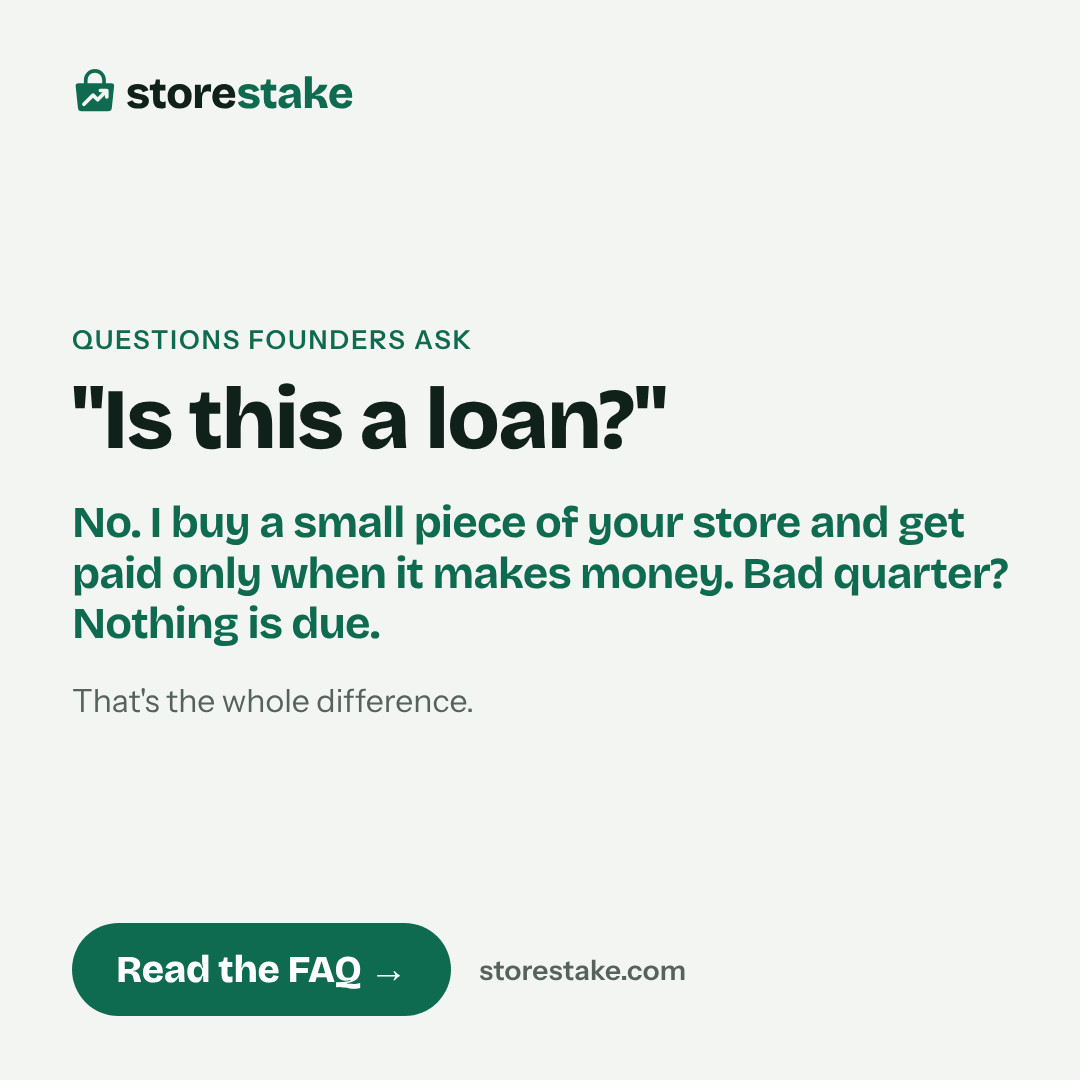 storestake
QUESTIONS FOUNDERS ASK
"Is this a loan?"
No. I buy a small piece of your store and get
paid only when it makes money. Bad quarter?
Nothing is due.
That's the whole difference.
Read the FAQ →
storestake.com